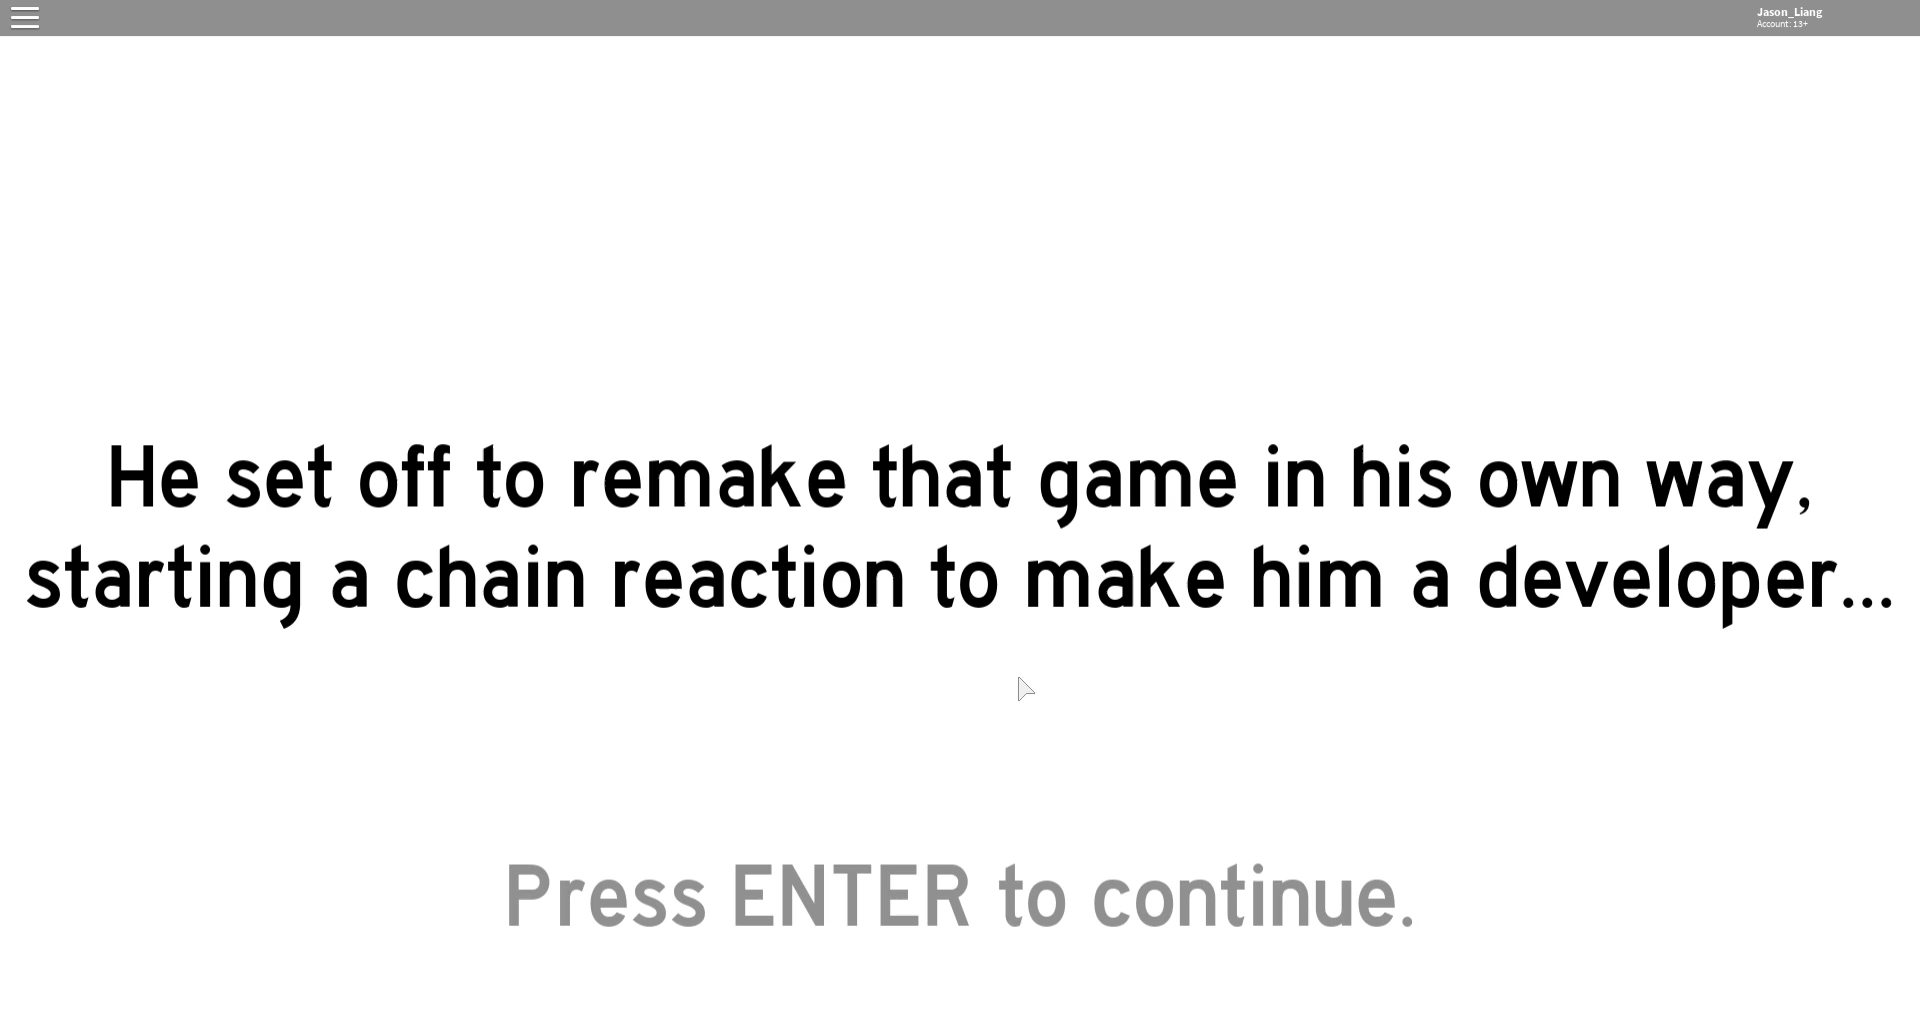 Jason_Liang
Account: 13+
He set off to remake that game in his own way,
starting a chain reaction to make him a developer...
Press ENTER to continue.